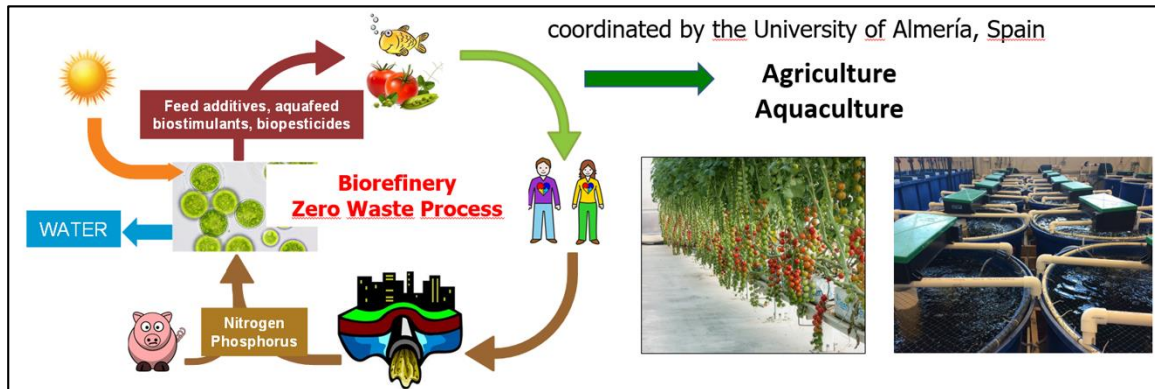 coordinated by the University of Almería, Spain
Agriculture
Aquaculture
Feed additives, aquafeed
biostimulants, biopesticides
Biorefinery
Zero Waste Process
WATER
Nitrogen
Phosphorus